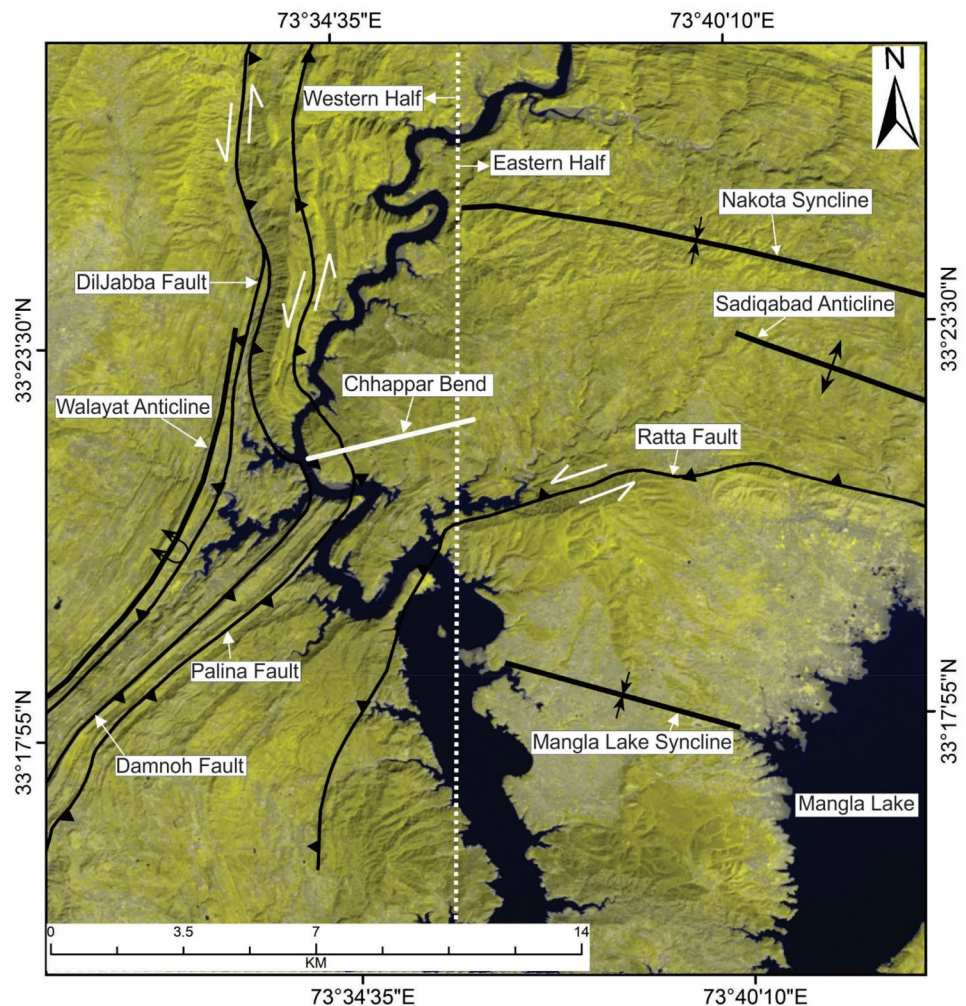 73°34'35"E
73°40'10"E
N
Western Half
Eastern Half
Nakota Syncline
DilJabba Fault
Sadiqabad Anticline
33°23'30"N
33°23'30"N
Chhappar Bend
Walayat Anticline
Ratta Fault
Palina Fault
33°17'55"N
33°17'55"N
Mangla Lake Syncline
Damnoh Fault
Mangla Lake
0 3.5 7 14
KM
73°34'35"E
73°40'10"E